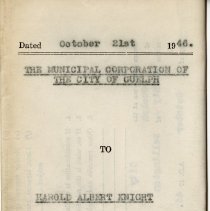 Dated October 21st 1946.
THE MUNICIPAL CORPORATION OF
THE CITY OF GUELPH
TO
HAROLD ALBERT KNIGHT